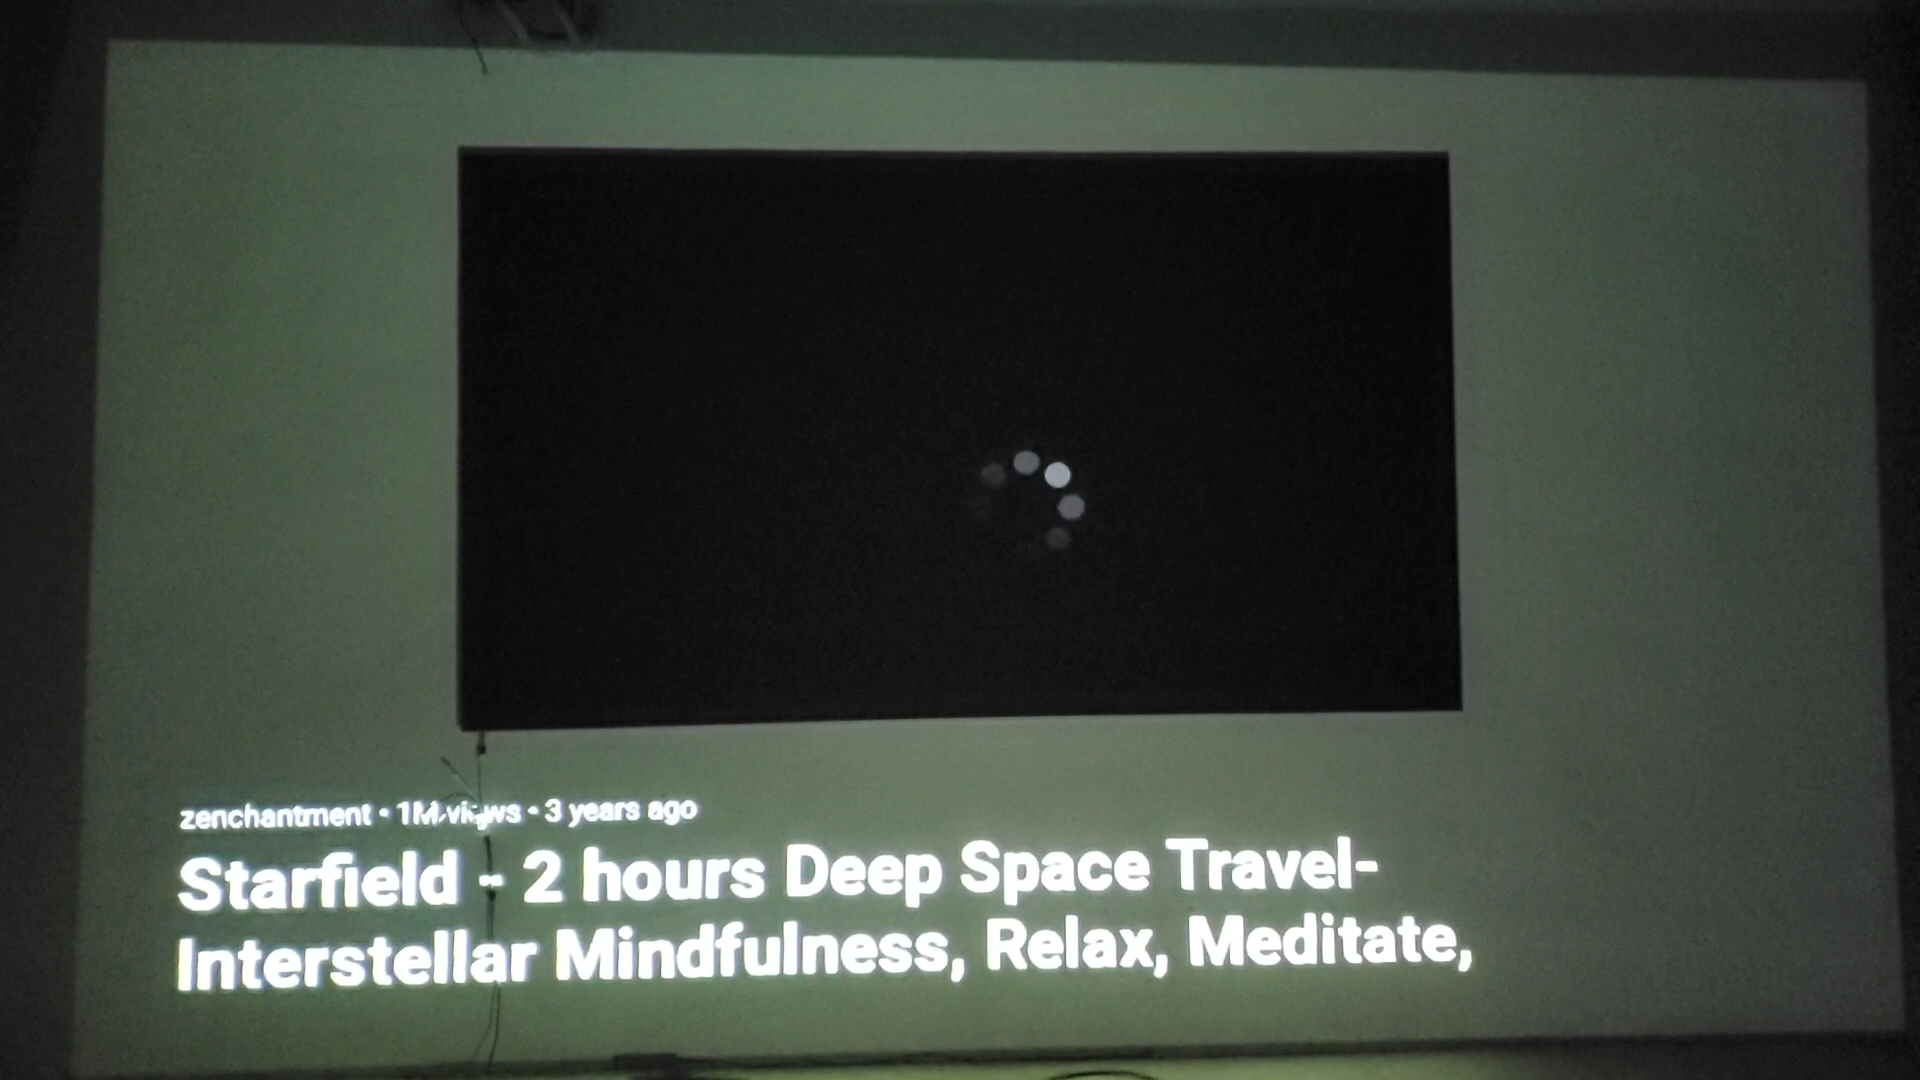 zenchantment • 1M views • 3 years ago
Starfield - 2 hours Deep Space Travel-
Interstellar Mindfulness, Relax, Meditate,